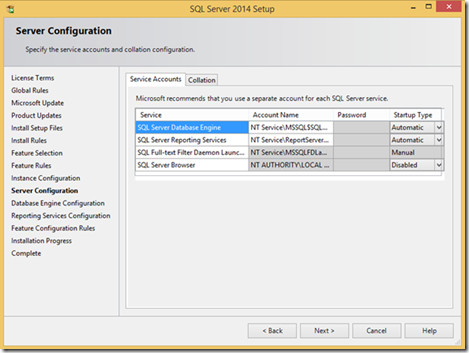 SQL Server 2014 Setup
Server Configuration
Specify the service accounts and collation configuration.
License Terms
Global Rules
Microsoft Update
Product Updates
Install Setup Files
Install Rules
Feature Selection
Feature Rules
Instance Configuration
Server Configuration
Database Engine Configuration
Reporting Services Configuration
Feature Configuration Rules
Installation Progress
Complete
Service Accounts Collation
Microsoft recommends that you use a separate account for each SQL Server service.
Service Account Name Password Startup Type
SQL Server Database Engine NT Service\MSSQL$SQL... Automatic
SQL Server Reporting Services NT Service\ReportServer... Automatic
SQL Full-text Filter Daemon Launc... NT Service\MSSQLFDLa... Manual
SQL Server Browser NT AUTHORITY\LOCAL ... Disabled
< Back Next > Cancel Help